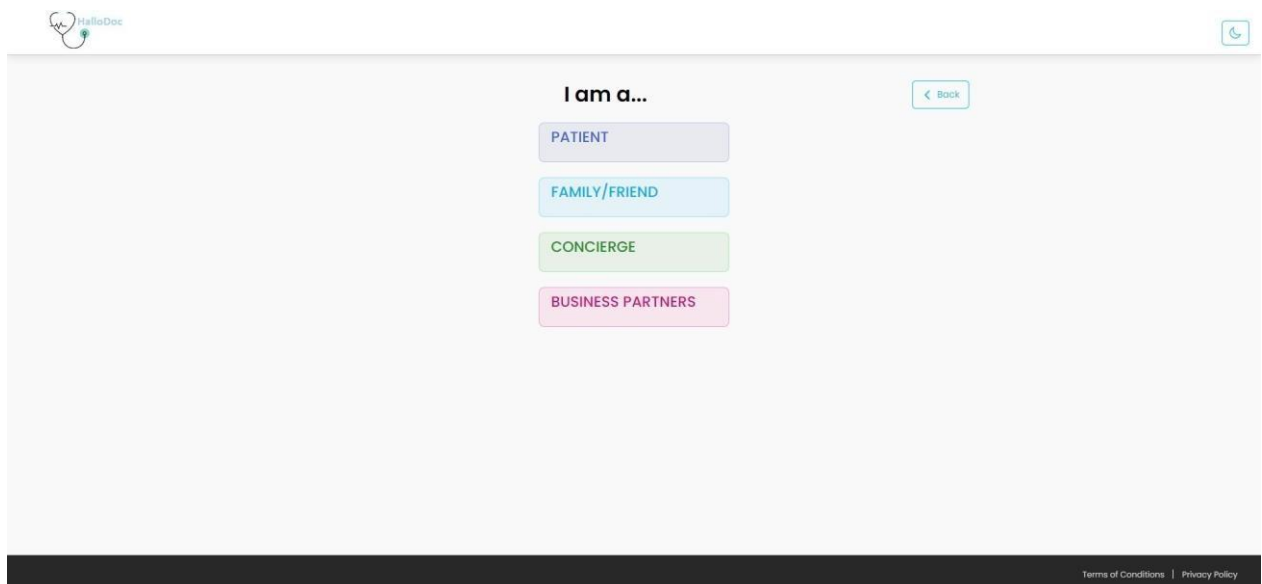 HalloDoc
I am a...
Back
PATIENT
FAMILY/FRIEND
CONCIERGE
BUSINESS PARTNERS
Terms of Conditions | Privacy Policy